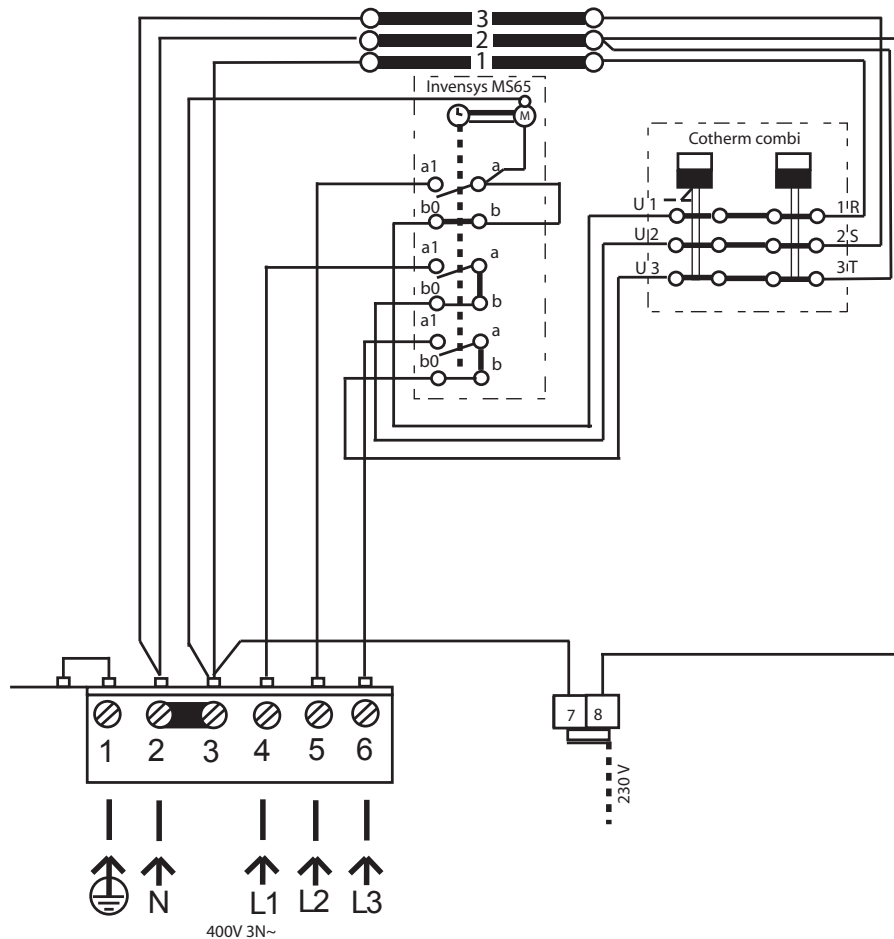 3
2
1
Invensys MS65
M
Cotherm combi
a1 a
b0 b
a1 a
b0 b
a1 a
b0 b
U 1 1 R
U 2 2 S
U 3 3 T
7 8
230 V
1 2 3 4 5 6
N L1 L2 L3
400V 3N~